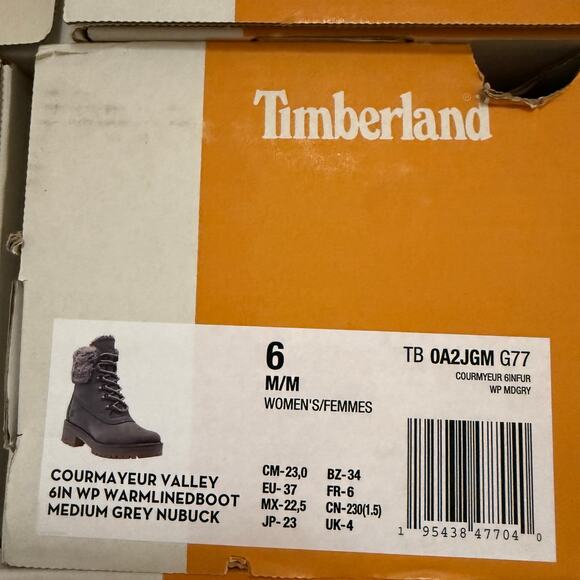 Timberland®
6
M/M
WOMEN'S/FEMMES
TB 0A2JGM G77
COURMYEUR 6INFUR
WP MDGRY
COURMAYEUR VALLEY
6IN WP WARMLINEDBOOT
MEDIUM GREY NUBUCK
CM-23,0 BZ-34
EU-37 FR-6
MX-22,5 CN-230(1.5)
JP-23 UK-4
1 95438 47704 0